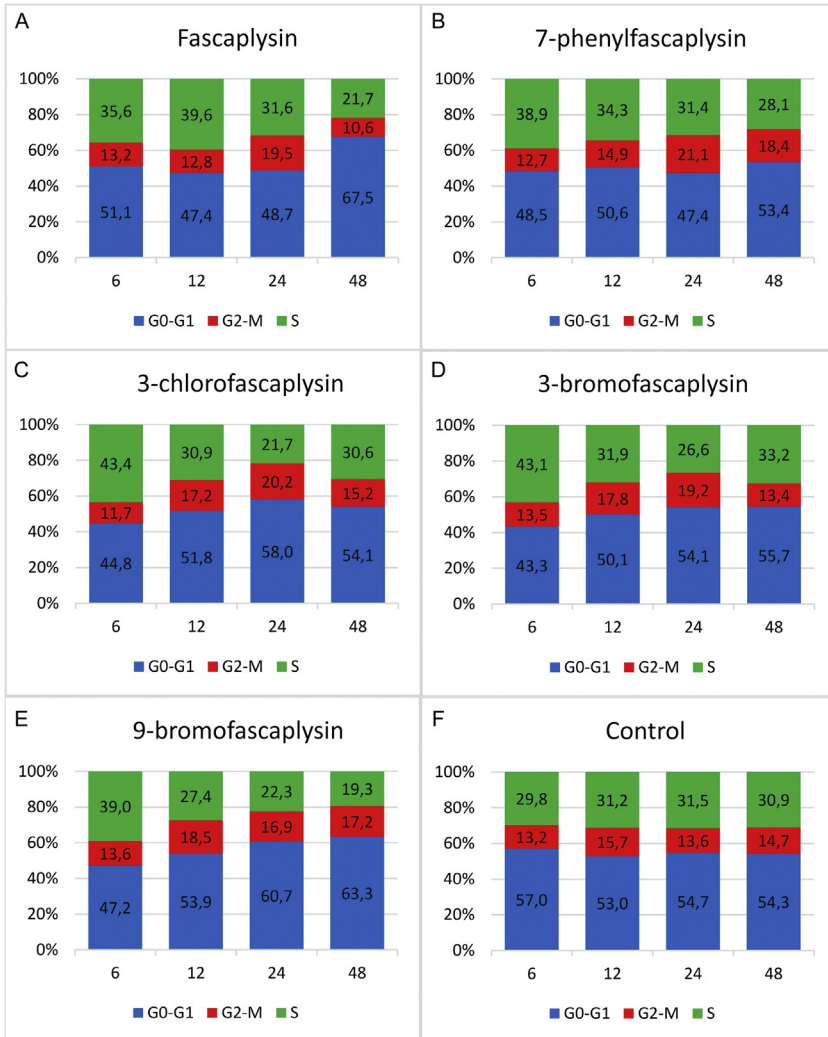 A
Fascaplysin
100%
80%
60%
40%
20%
0%
35,6 39,6 31,6 21,7
13,2 12,8 19,5 10,6
51,1 47,4 48,7 67,5
6 12 24 48
G0-G1 G2-M S
B
7-phenylfascaplysin
100%
80%
60%
40%
20%
0%
38,9 34,3 31,4 28,1
12,7 14,9 21,1 18,4
48,5 50,6 47,4 53,4
6 12 24 48
G0-G1 G2-M S
C
3-chlorofascaplysin
100%
80%
60%
40%
20%
0%
43,4 30,9 21,7 30,6
11,7 17,2 20,2 15,2
44,8 51,8 58,0 54,1
6 12 24 48
G0-G1 G2-M S
D
3-bromofascaplysin
100%
80%
60%
40%
20%
0%
43,1 31,9 26,6 33,2
13,5 17,8 19,2 13,4
43,3 50,1 54,1 55,7
6 12 24 48
G0-G1 G2-M S
E
9-bromofascaplysin
100%
80%
60%
40%
20%
0%
39,0 27,4 22,3 19,3
13,6 18,5 16,9 17,2
47,2 53,9 60,7 63,3
6 12 24 48
G0-G1 G2-M S
F
Control
100%
80%
60%
40%
20%
0%
29,8 31,2 31,5 30,9
13,2 15,7 13,6 14,7
57,0 53,0 54,7 54,3
6 12 24 48
G0-G1 G2-M S